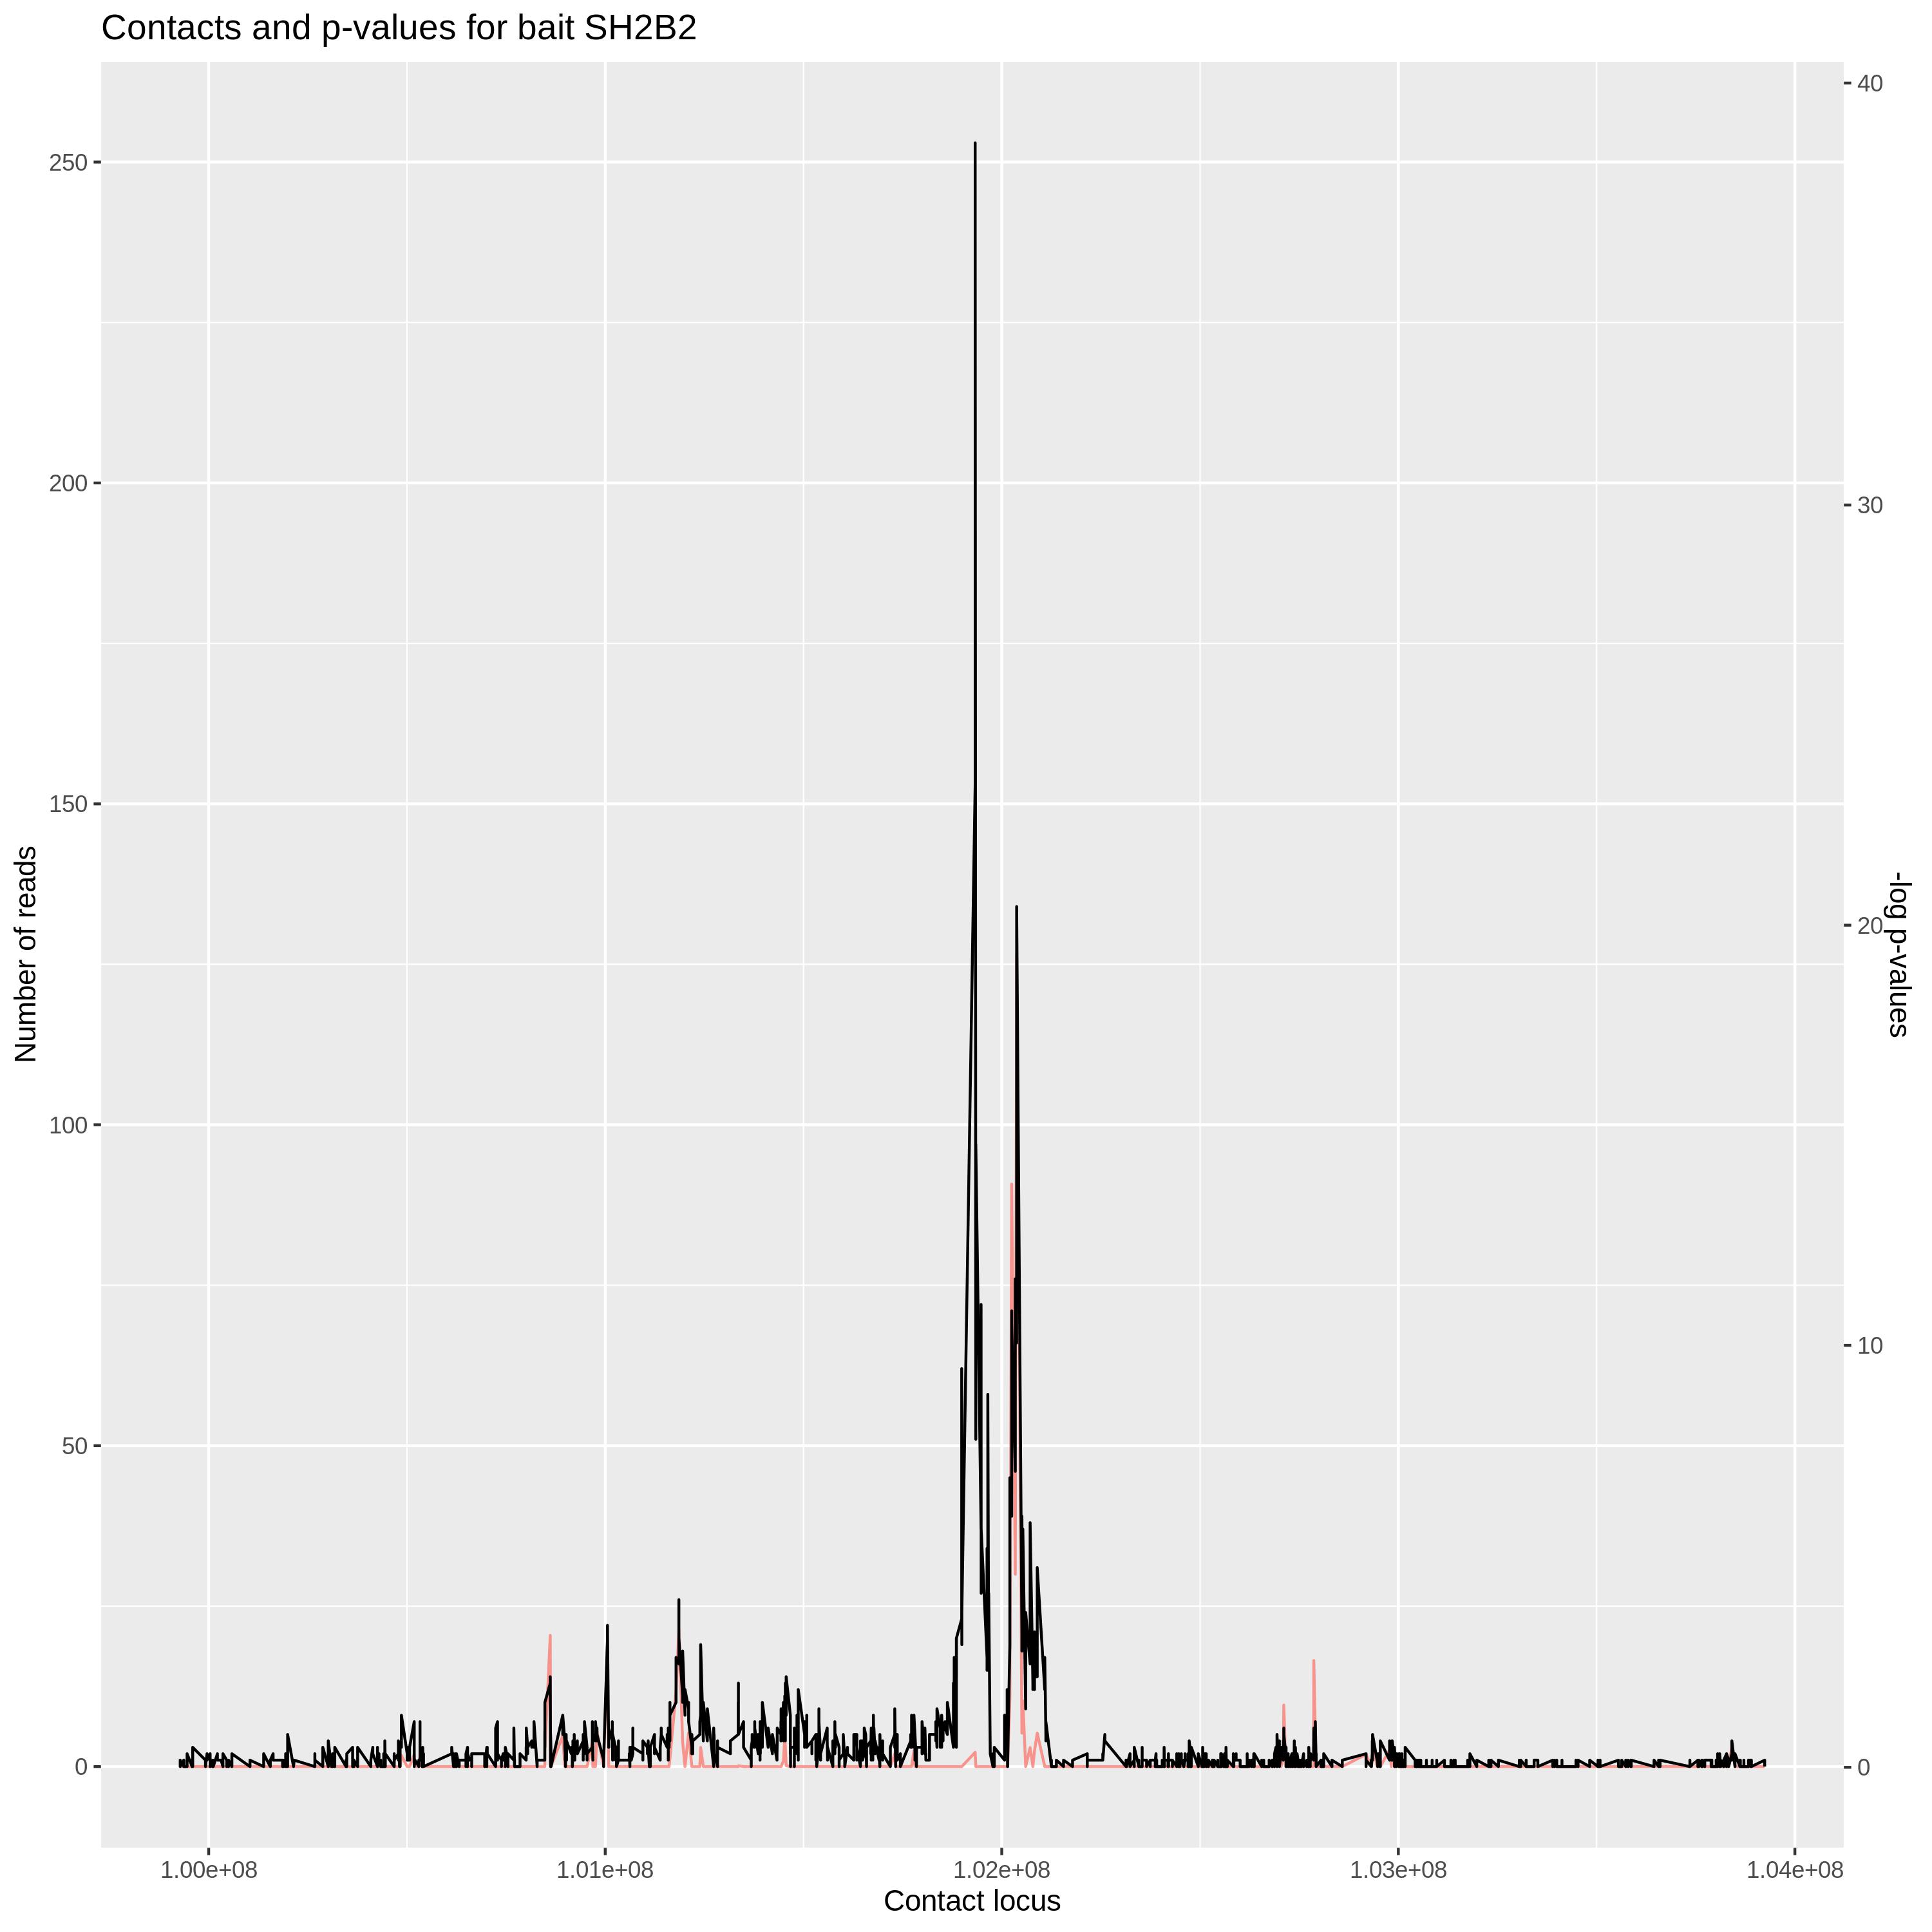 Contacts and p-values for bait SH2B2
Number of reads
250
200
150
100
50
0
40
30
20
10
0
-log p-values
1.00e+08 1.01e+08 1.02e+08 1.03e+08 1.04e+08
Contact locus